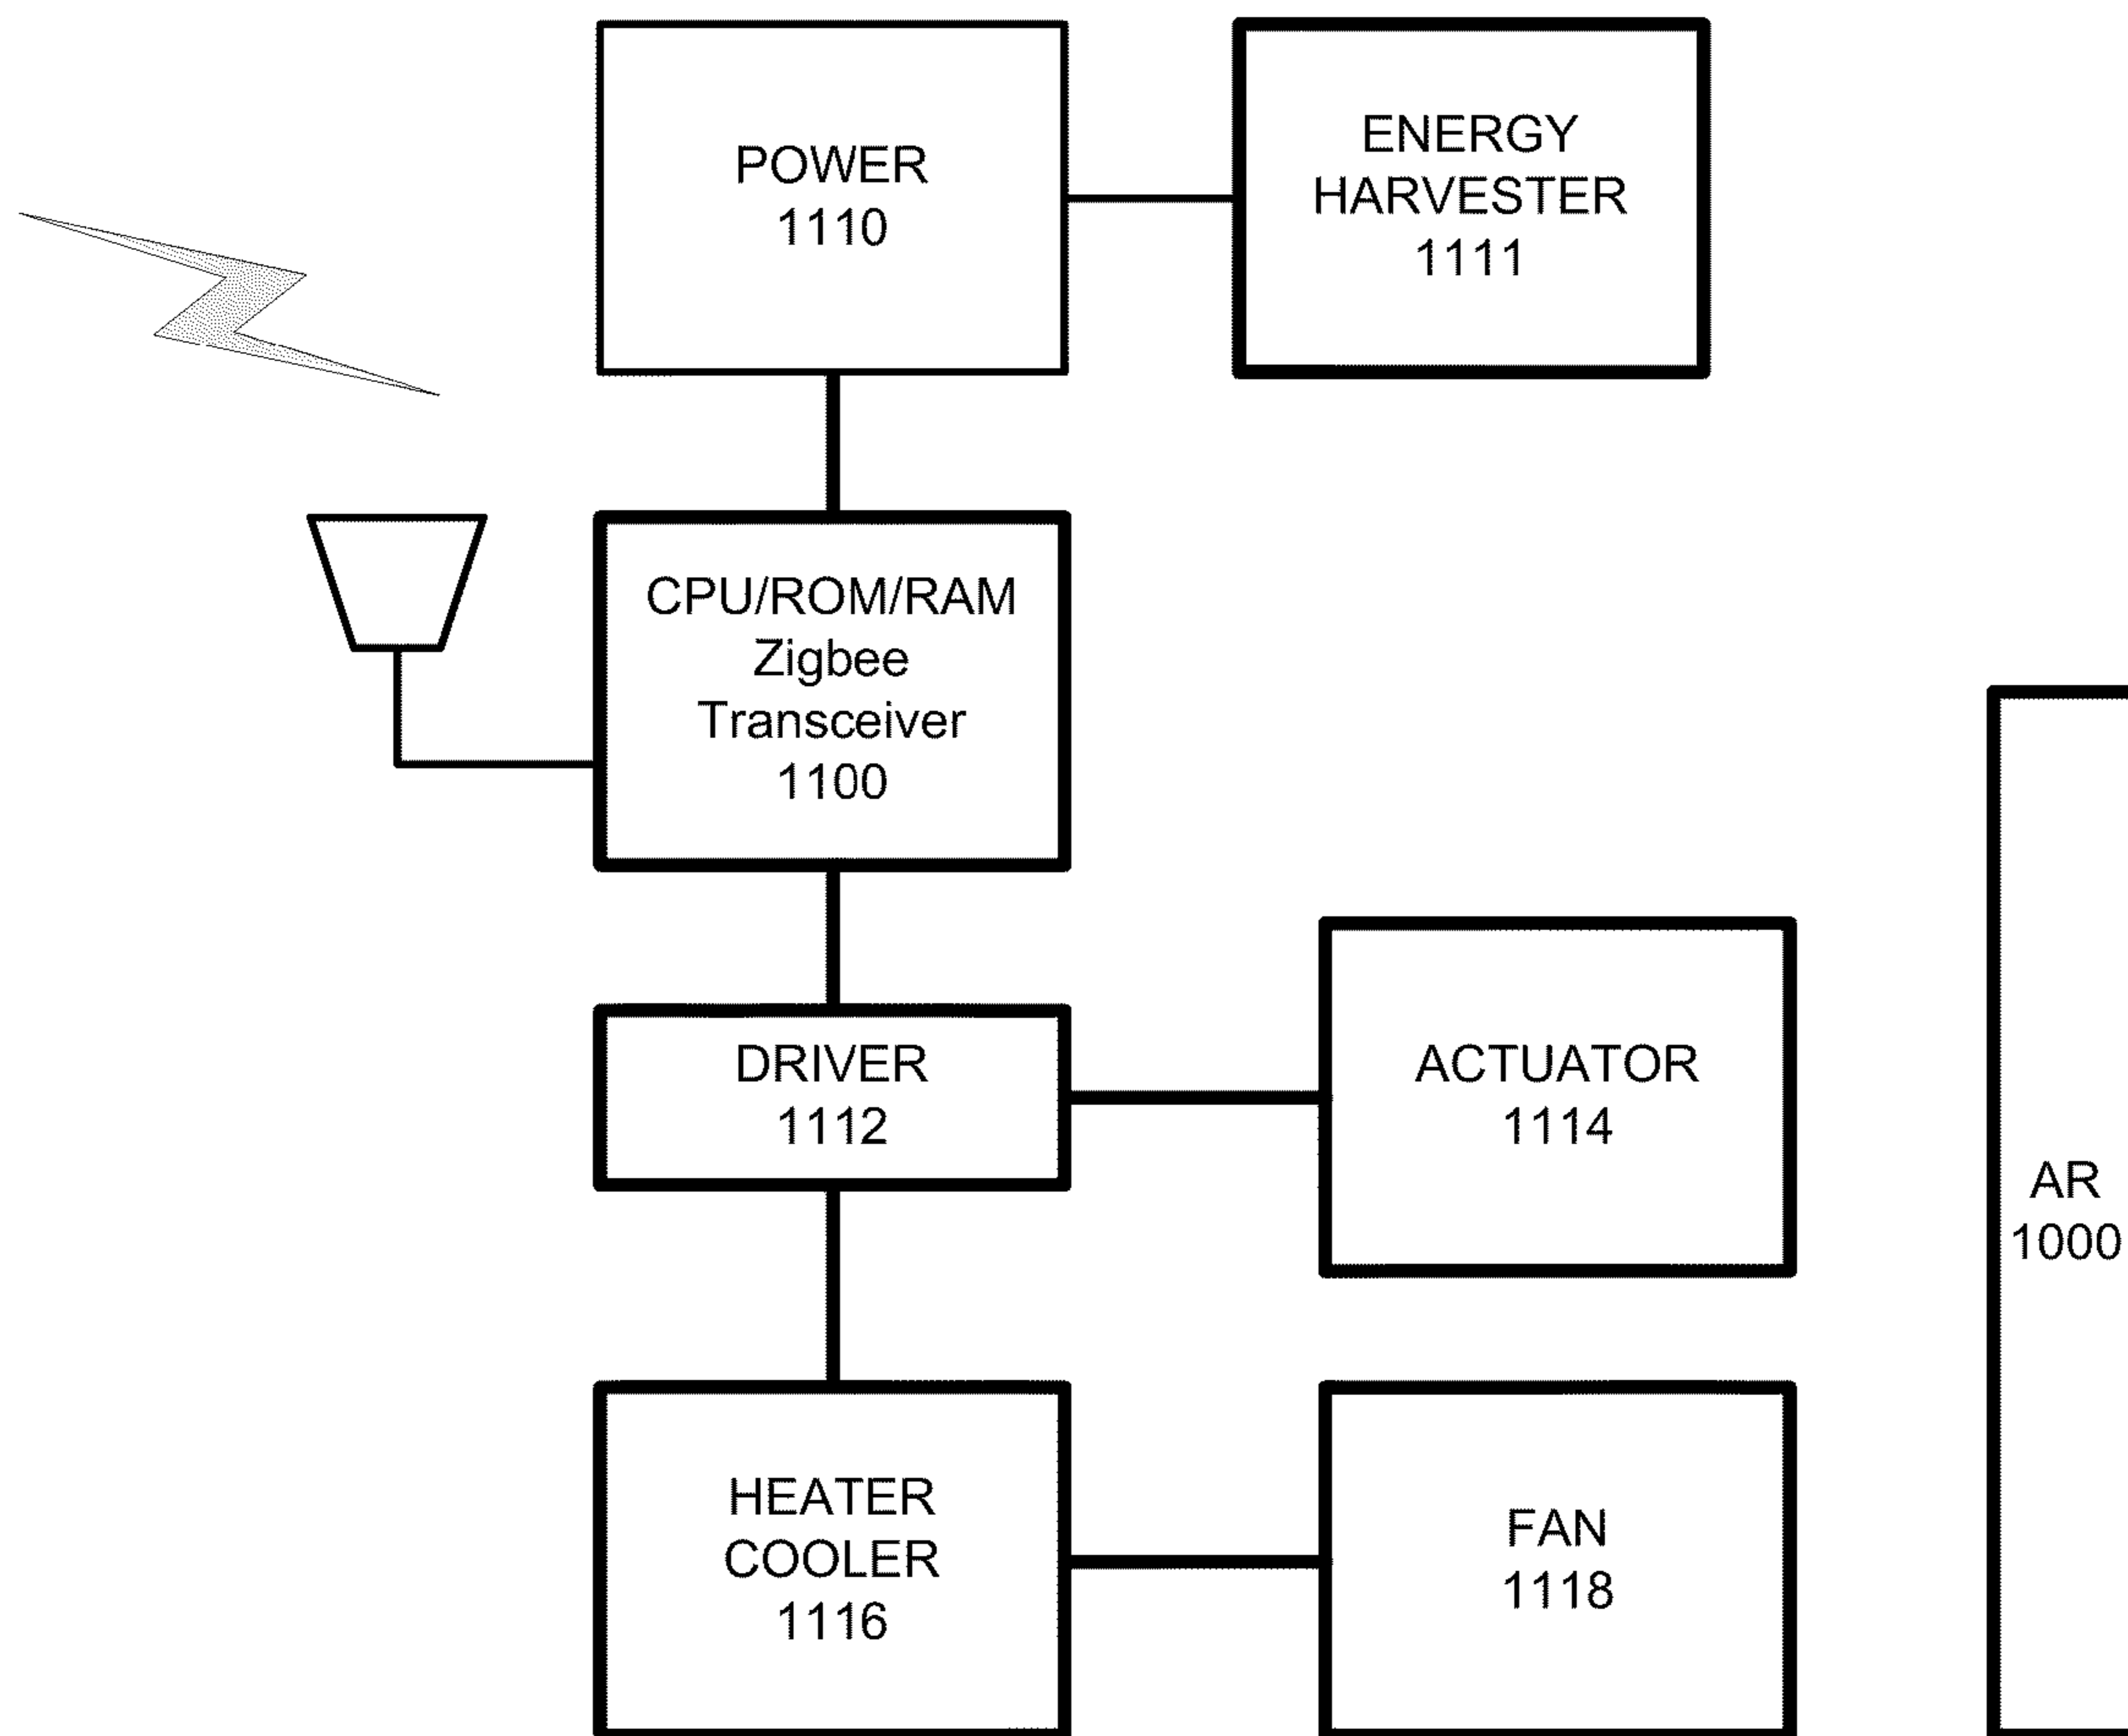 POWER
1110
ENERGY
HARVESTER
1111
CPU/ROM/RAM
Zigbee
Transceiver
1100
DRIVER
1112
ACTUATOR
1114
AR
1000
HEATER
COOLER
1116
FAN
1118